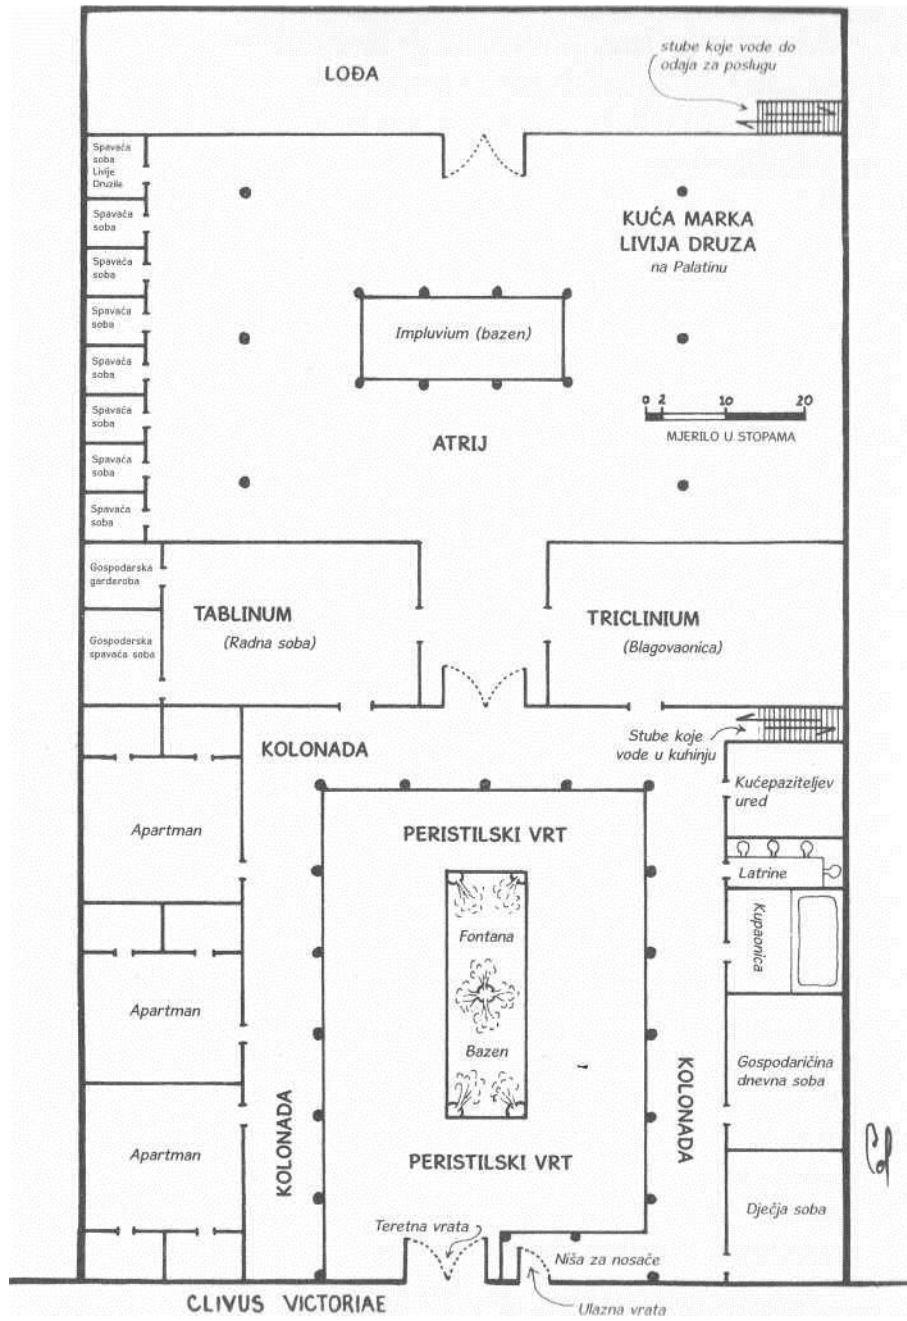 LOĐA
stube koje vode do
odaja za poslugu
Spavaća
soba
Livije
Druzile
Spavaća
soba
Spavaća
soba
Spavaća
soba
Spavaća
soba
Spavaća
soba
Spavaća
soba
Spavaća
soba
KUĆA MARKA
LIVIJA DRUZA
na Palatinu
Impluvium (bazen)
0 2 10 20
MJERILO U STOPAMA
ATRIJ
Gospodarska
garderoba
Gospodarska
spavaća soba
TABLINUM
(Radna soba)
TRICLINIUM
(Blagovaonica)
KOLONADA
Stube koje
vode u kuhinju
Kućepaziteljev
ured
Apartman
PERISTILSKI VRT
Latrine
Fontana
Kupaonica
Apartman
Bazen
Gospodaričina
dnevna soba
KOLONADA
KOLONADA
Apartman
PERISTILSKI VRT
Dječja soba
Teretna vrata
Niša za nosače
CLIVUS VICTORIAE
Ulazna vrata